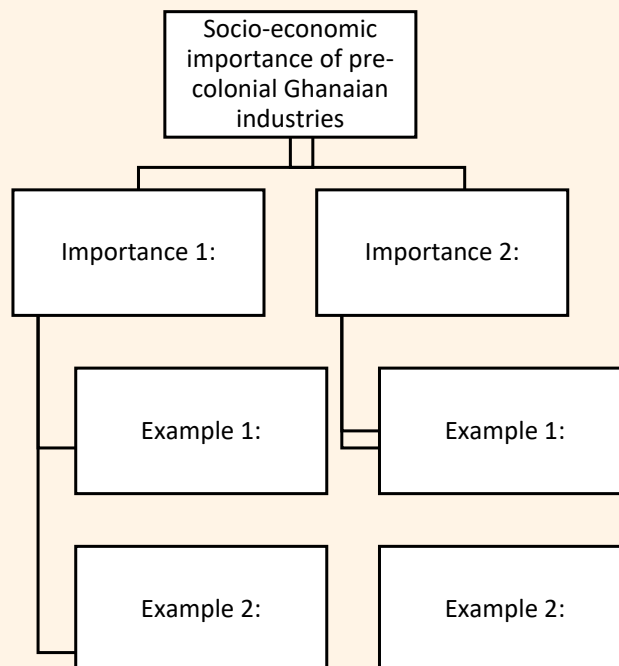 Socio-economic
importance of pre-
colonial Ghanaian
industries
Importance 1:
Importance 2:
Example 1:
Example 1:
Example 2:
Example 2: